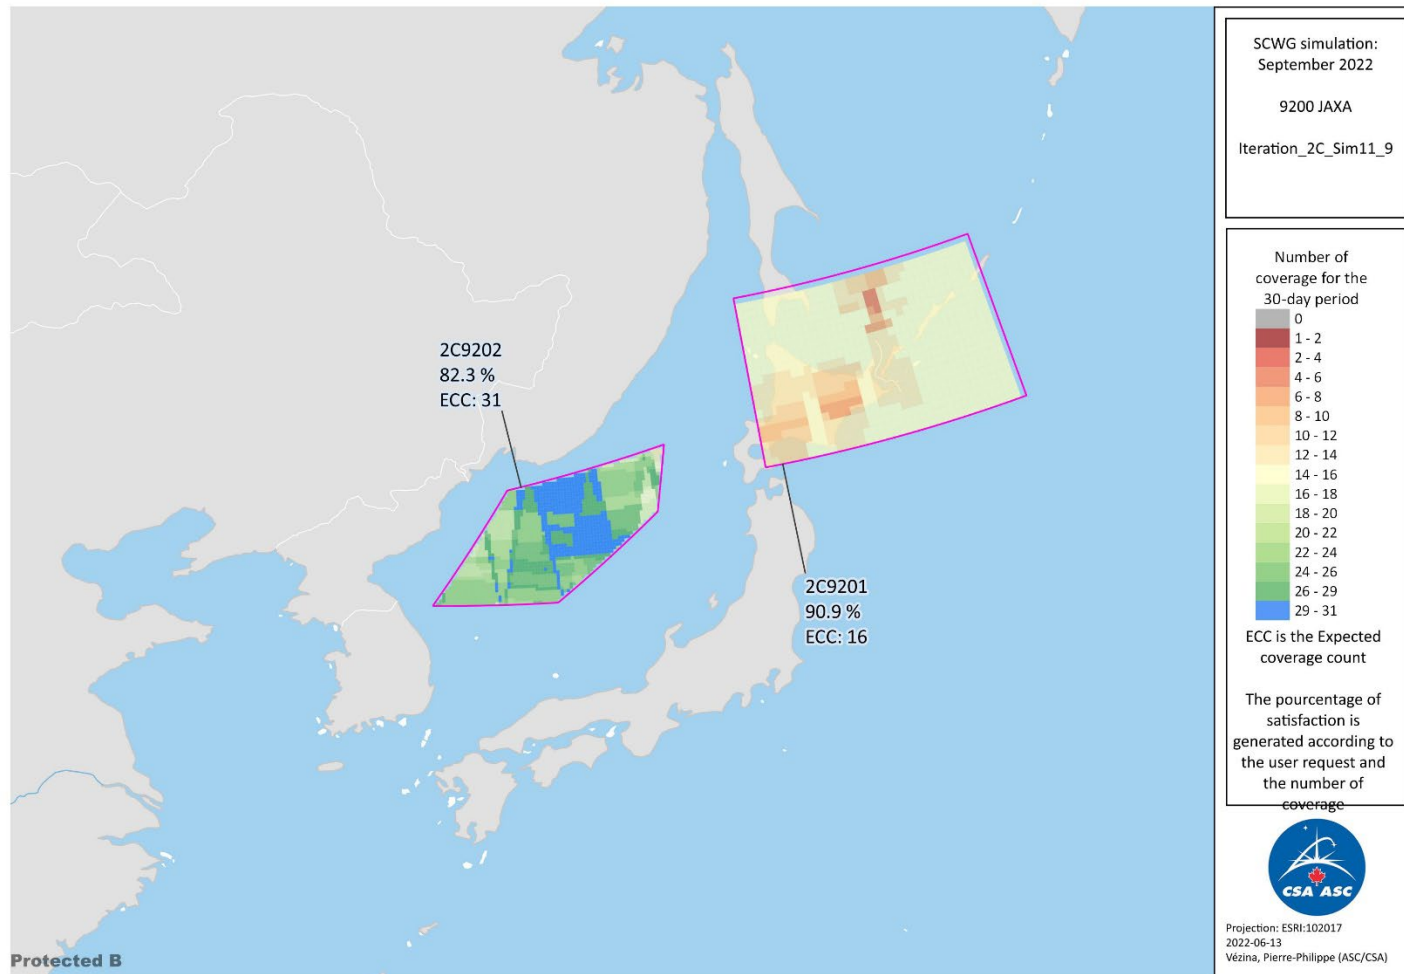 SCWG simulation:
September 2022
9200 JAXA
Iteration_2C_Sim11_9
2C9202
82.3 %
ECC: 31
2C9201
90.9 %
ECC: 16
Number of
coverage for the
30-day period
0
1 - 2
2 - 4
4 - 6
6 - 8
8 - 10
10 - 12
12 - 14
14 - 16
16 - 18
18 - 20
20 - 22
22 - 24
24 - 26
26 - 29
29 - 31
ECC is the Expected
coverage count
The pourcentage of
satisfaction is
generated according to
the user request and
the number of
coverage
CSA ASC
Projection: ESRI:102017
2022-06-13
Vézina, Pierre-Philippe (ASC/CSA)
Protected B